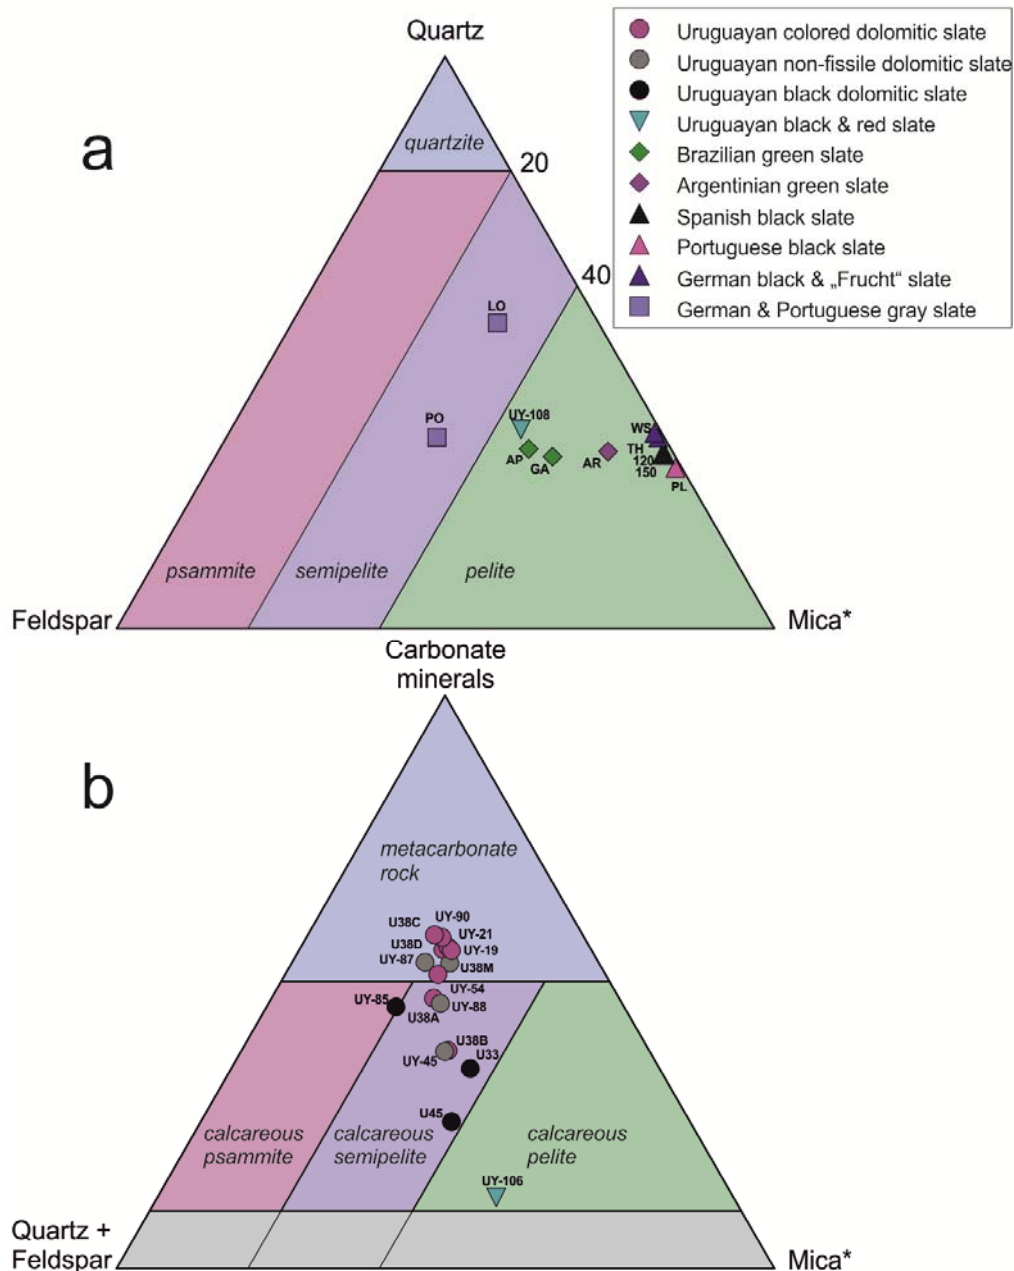 Quartz
a
quartzite
20
40
LO
PO
UY-108
AP
GA
AR
WS
TH
120
150
PL
psammite
semipelite
pelite
Feldspar
Mica*
Uruguayan colored dolomitic slate
Uruguayan non-fissile dolomitic slate
Uruguayan black dolomitic slate
Uruguayan black & red slate
Brazilian green slate
Argentinian green slate
Spanish black slate
Portuguese black slate
German black & „Frucht“ slate
German & Portuguese gray slate
Carbonate
minerals
b
metacarbonate
rock
UY-90
U38C
UY-21
U38D
UY-19
UY-87
U38M
UY-54
UY-85
UY-88
U38A
U38B
U33
UY-45
U45
calcareous
psammite
calcareous
semipelite
calcareous
pelite
UY-106
Quartz +
Feldspar
Mica*